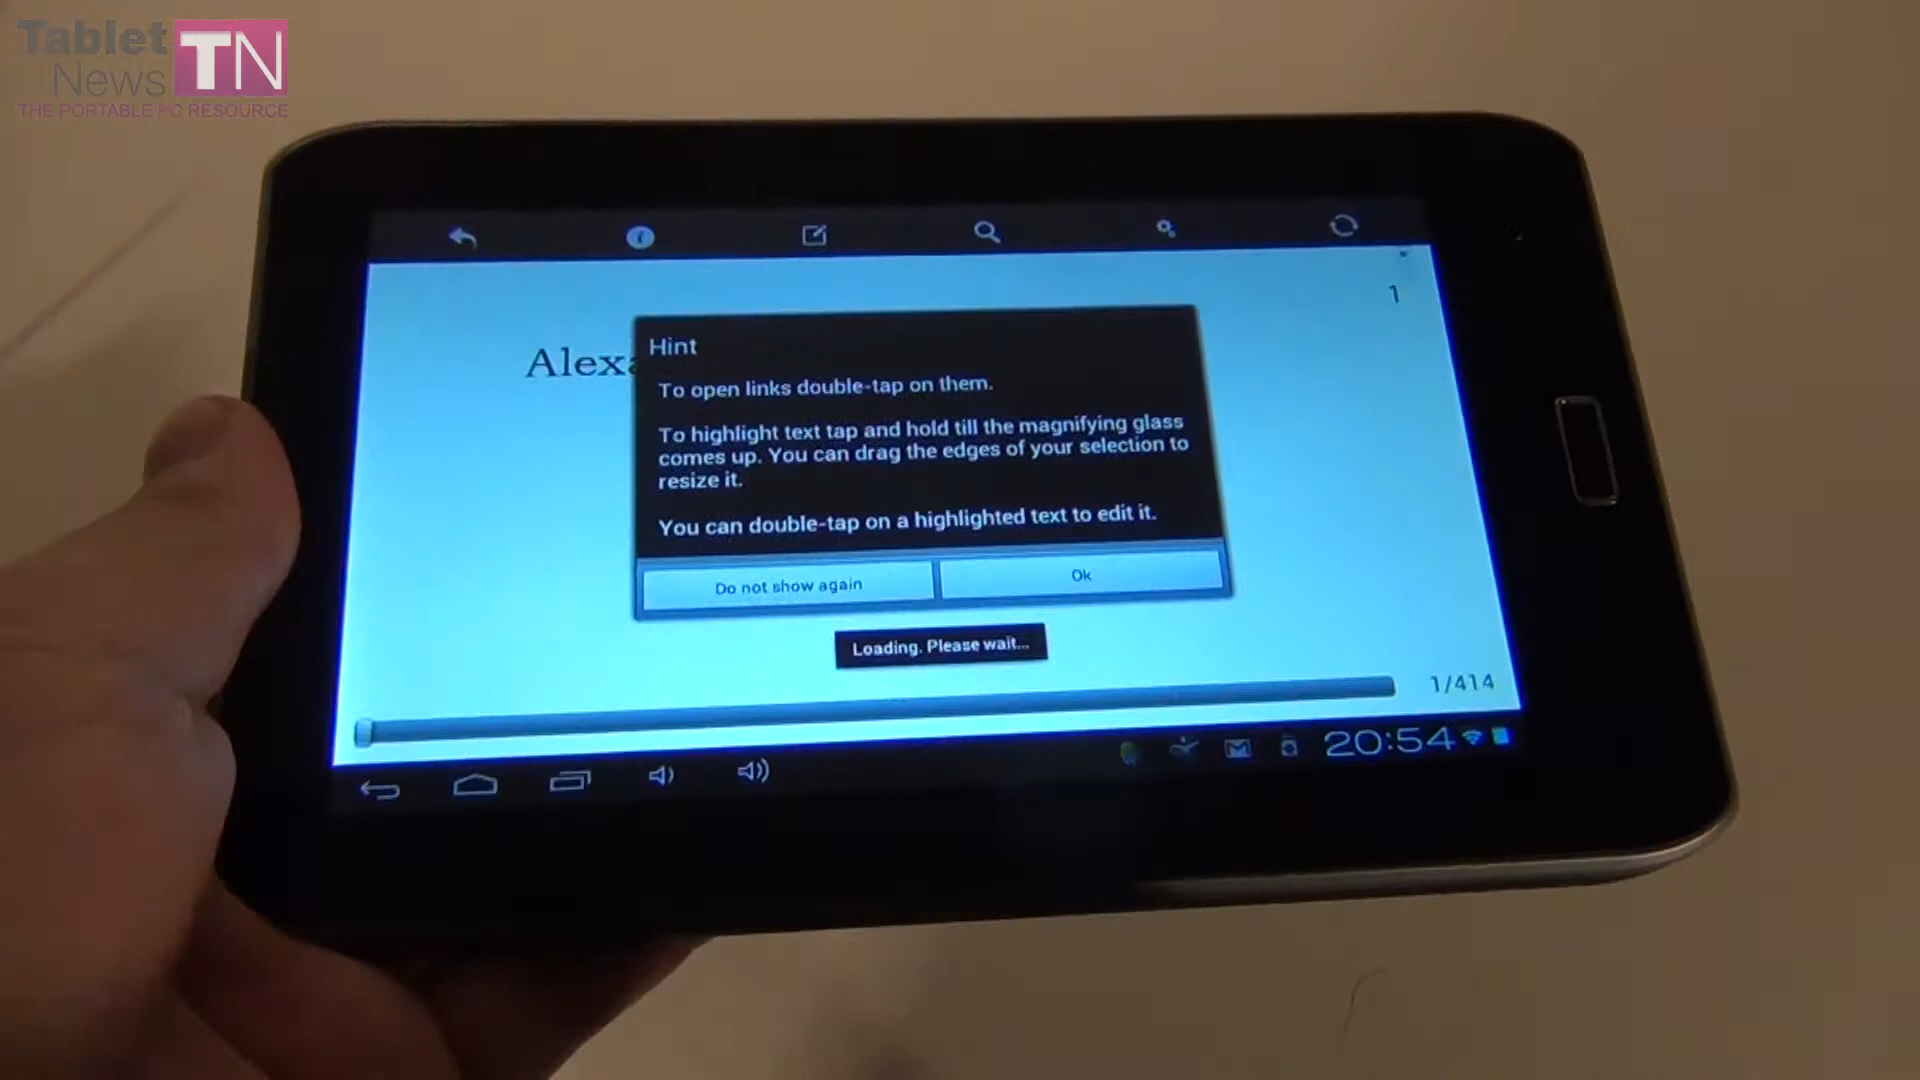 Tablet
News TN
THE PORTABLE PC RESOURCE
1
Alexa
Hint
To open links double-tap on them.
To highlight text tap and hold till the magnifying glass
comes up. You can drag the edges of your selection to
resize it.
You can double-tap on a highlighted text to edit it.
Do not show again
Ok
Loading. Please wait...
1/414
20:54